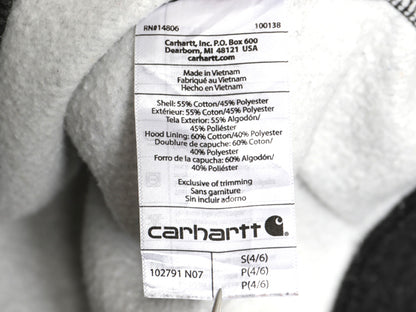 RN#14806 100138
Carhartt, Inc. P.O. Box 600
Dearborn, MI 48121 USA
carhartt.com
Made in Vietnam
Fabriqué au Vietnam
Hecho en Vietnam
Shell: 55% Cotton/45% Polyester
Extérieur: 55% Coton/45% Polyester
Tela Exterior: 55% Algodón/
45% Poliéster
Hood Lining: 60% Cotton/40% Polyester
Doublure de capuche: 60% Coton/
40% Polyester
Forro de la capucha: 60% Algodón/
40% Poliéster
Exclusive of trimming
Sans garniture
Sin incluir adorno
carhartt
102791 N07
S(4/6)
P(4/6)
P(4/6)